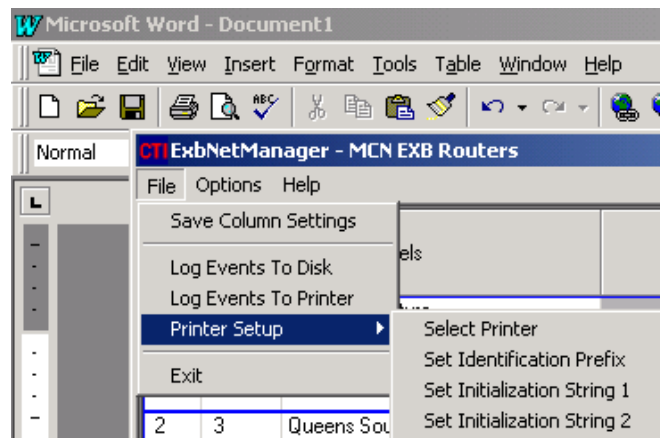 Microsoft Word - Document1
File Edit View Insert Format Tools Table Window Help
ABC
Normal
CTI ExbNetManager - MCN EXB Routers
File Options Help
L
Save Column Settings
els
Log Events To Disk
Log Events To Printer
Printer Setup
Select Printer
Set Identification Prefix
Exit
Set Initialization String 1
2 3 Queens Sou
Set Initialization String 2